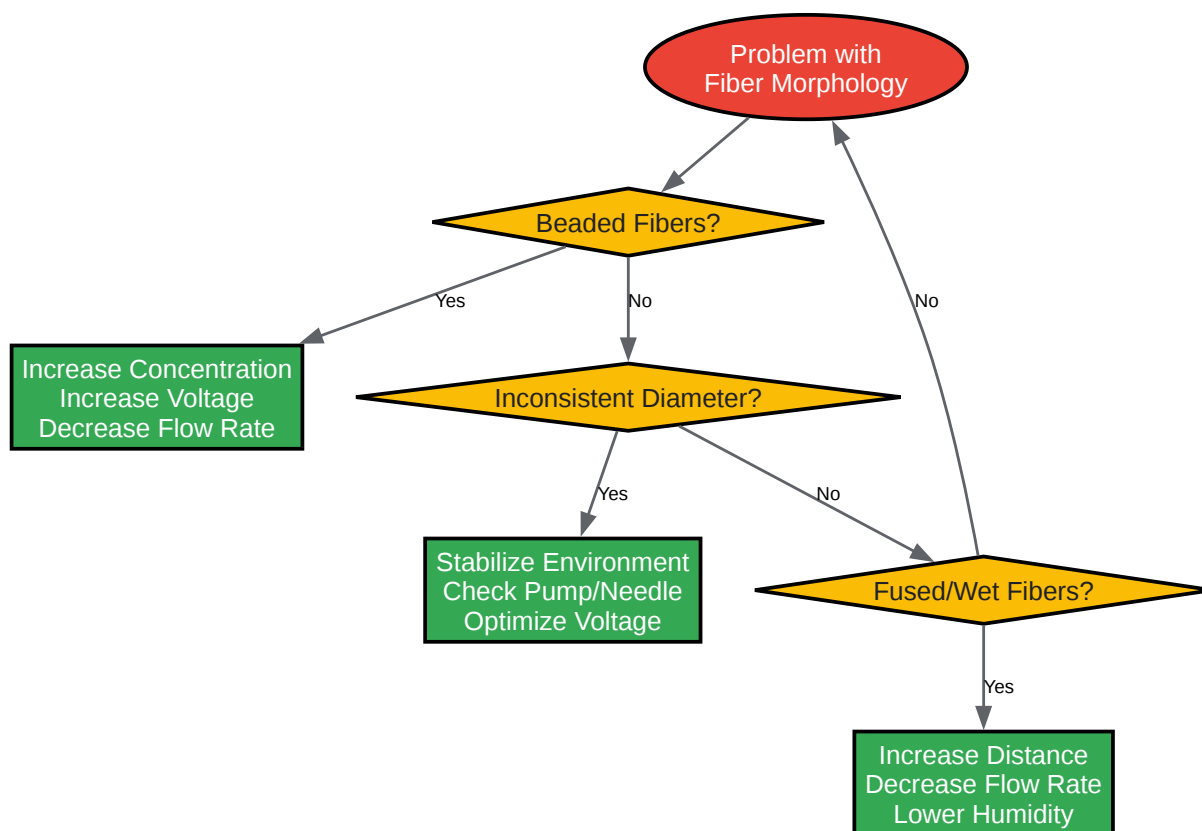 Problem with
Fiber Morphology
Beaded Fibers?
Yes
No
Increase Concentration
Increase Voltage
Decrease Flow Rate
Inconsistent Diameter?
No
Yes
No
Stabilize Environment
Check Pump/Needle
Optimize Voltage
Fused/Wet Fibers?
Yes
Increase Distance
Decrease Flow Rate
Lower Humidity